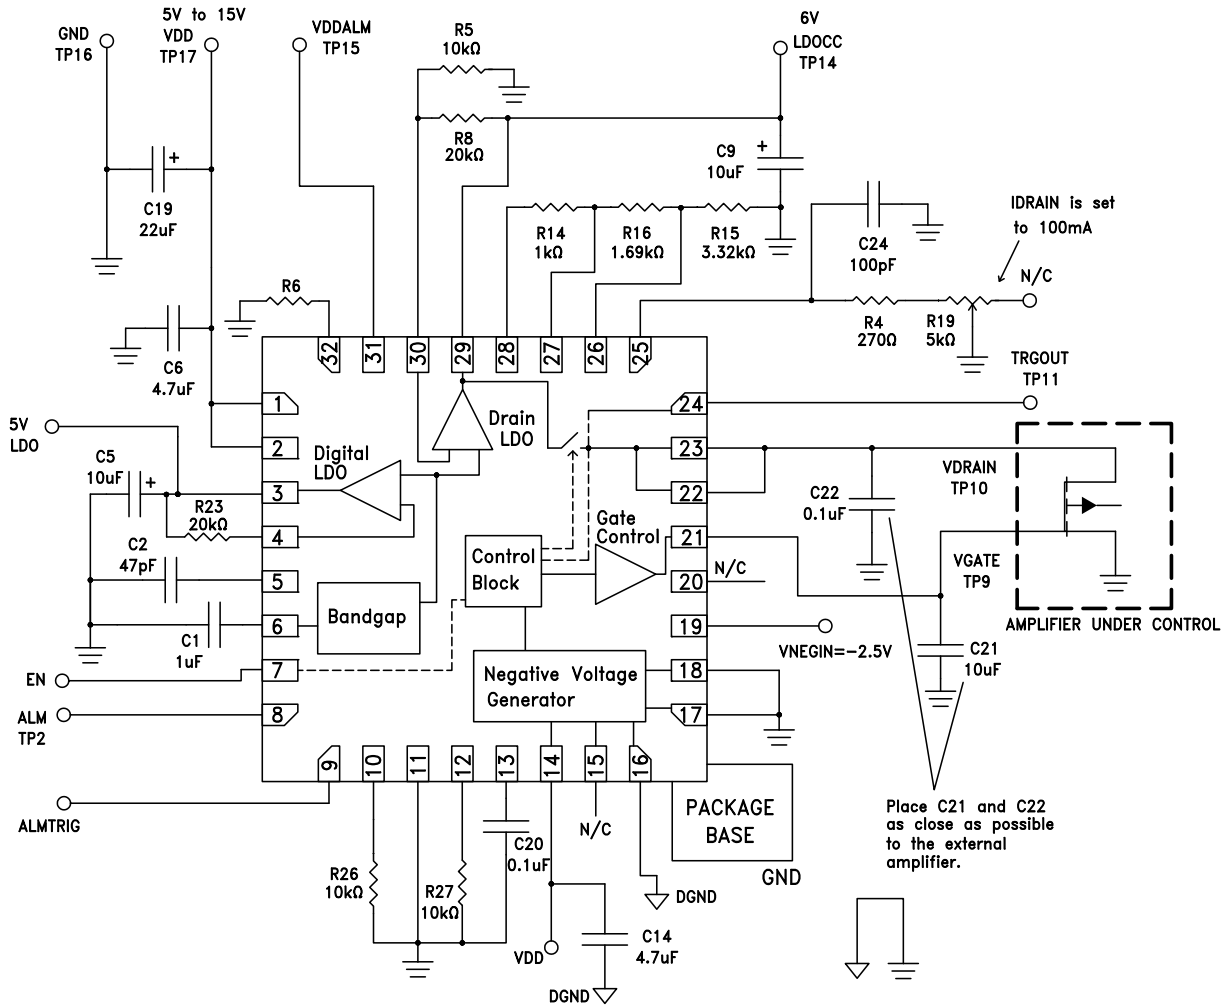 5V to 15V
GND
TP16
VDD
TP17
VDDALM
TP15
R5
10kΩ
6V
LDOCC
TP14
R8
20kΩ
C9
10uF
+
C19
22uF
+
R14
1kΩ
R16
1.69kΩ
R15
3.32kΩ
C24
100pF
IDRAIN is set
to 100mA
N/C
R6
R4
270Ω
R19
5kΩ
C6
4.7uF
TRGOUT
TP11
32
31
30
29
28
27
26
25
1
2
3
4
5
6
7
8
24
23
22
21
20
19
18
17
9
10
11
12
13
14
15
16
5V
LDO
C5
10uF
+
R23
20kΩ
C2
47pF
C1
1uF
EN
ALM
TP2
ALMTRIG
Digital
LDO
Drain
LDO
Gate
Control
Control
Block
Bandgap
Negative Voltage
Generator
N/C
VNEGIN=-2.5V
C22
0.1uF
VDRAIN
TP10
VGATE
TP9
AMPLIFIER UNDER CONTROL
C21
10uF
Place C21 and C22
as close as possible
to the external
amplifier.
PACKAGE
BASE
GND
R26
10kΩ
R27
10kΩ
C20
0.1uF
N/C
DGND
VDD
C14
4.7uF
DGND